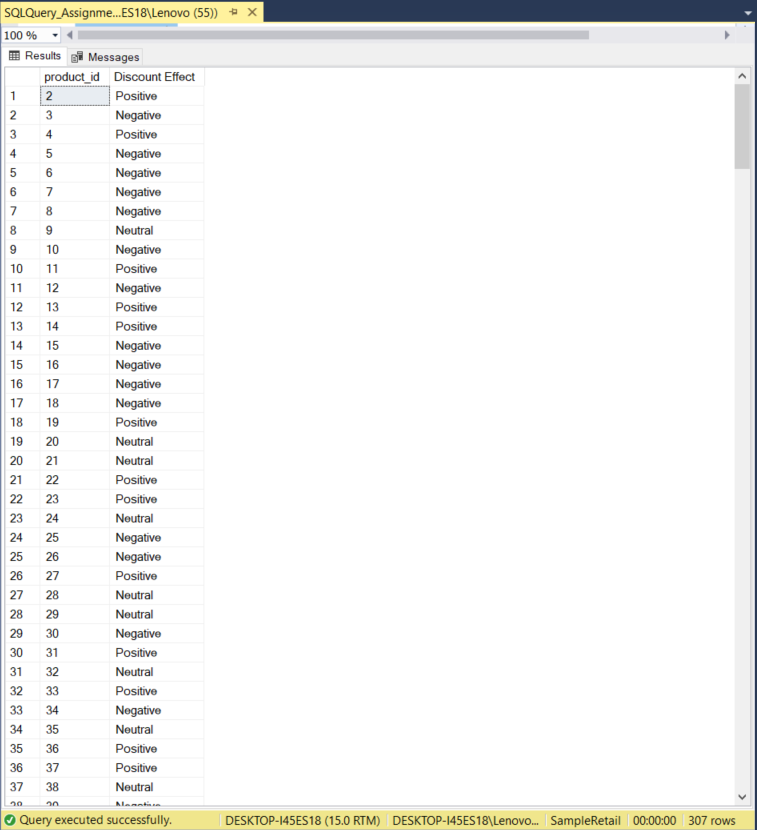 SQLQuery_Assignme...ES18\Lenovo (55))
100 %
Results Messages
product_id Discount Effect
1 2 Positive
2 3 Negative
3 4 Positive
4 5 Negative
5 6 Negative
6 7 Negative
7 8 Negative
8 9 Neutral
9 10 Negative
10 11 Positive
11 12 Negative
12 13 Positive
13 14 Positive
14 15 Negative
15 16 Negative
16 17 Negative
17 18 Negative
18 19 Positive
19 20 Neutral
20 21 Neutral
21 22 Positive
22 23 Positive
23 24 Neutral
24 25 Negative
25 26 Negative
26 27 Positive
27 28 Neutral
28 29 Neutral
29 30 Negative
30 31 Positive
31 32 Neutral
32 33 Positive
33 34 Negative
34 35 Neutral
35 36 Positive
36 37 Positive
37 38 Neutral
38 39 Negative
Query executed successfully. DESKTOP-I45ES18 (15.0 RTM) DESKTOP-I45ES18\Lenovo... SampleRetail 00:00:00 307 rows